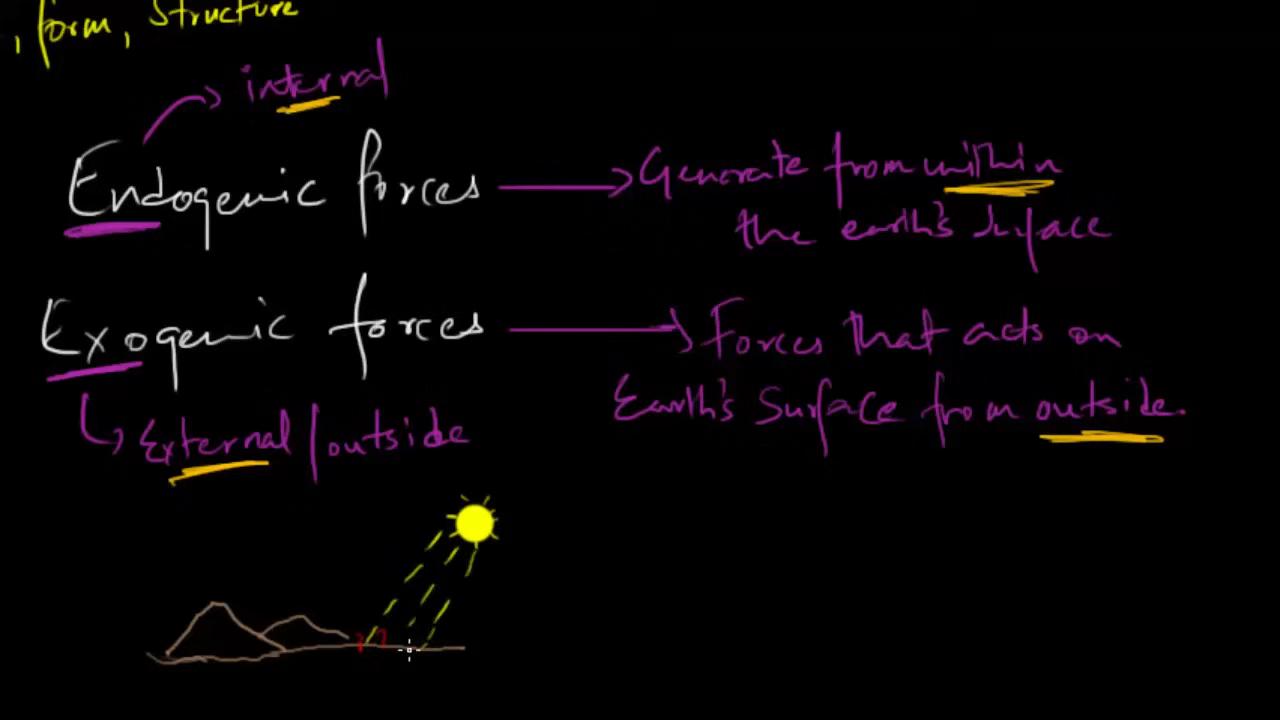 , form, Structure
internal
Endogenic forces
Generate from within
the earth's surface
Exogenic forces
Forces that acts on
Earth's Surface from outside.
External/outside